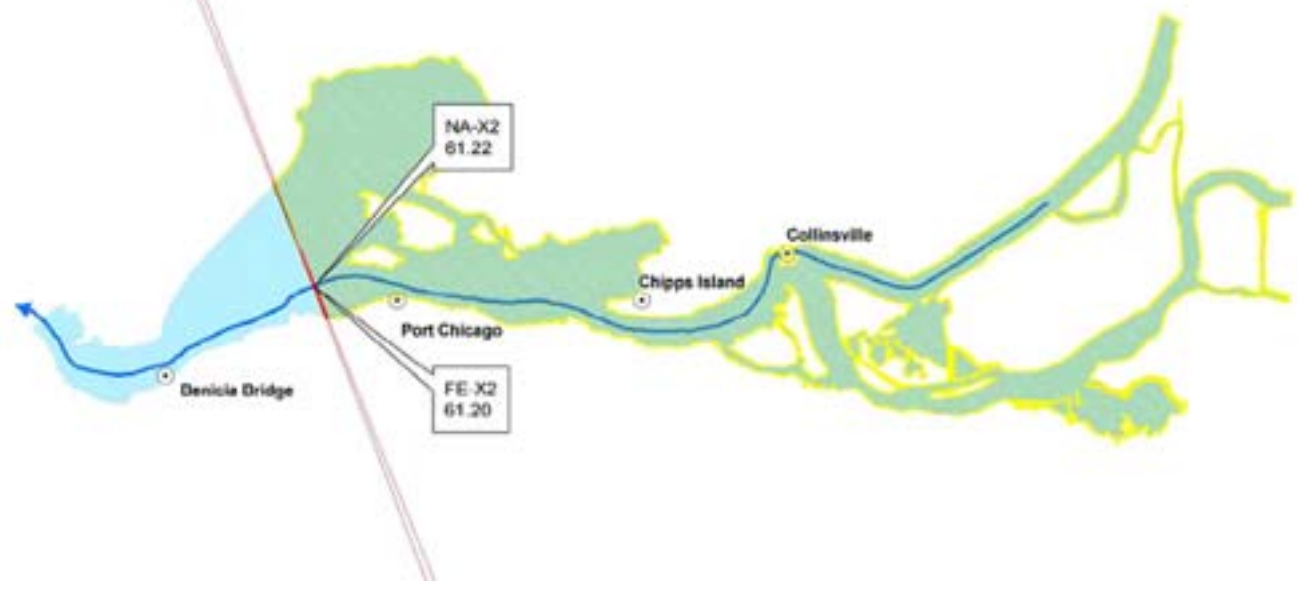 NA-X2
61.22
Collinsville
Chipps Island
Port Chicago
Benicia Bridge
FE-X2
61.20